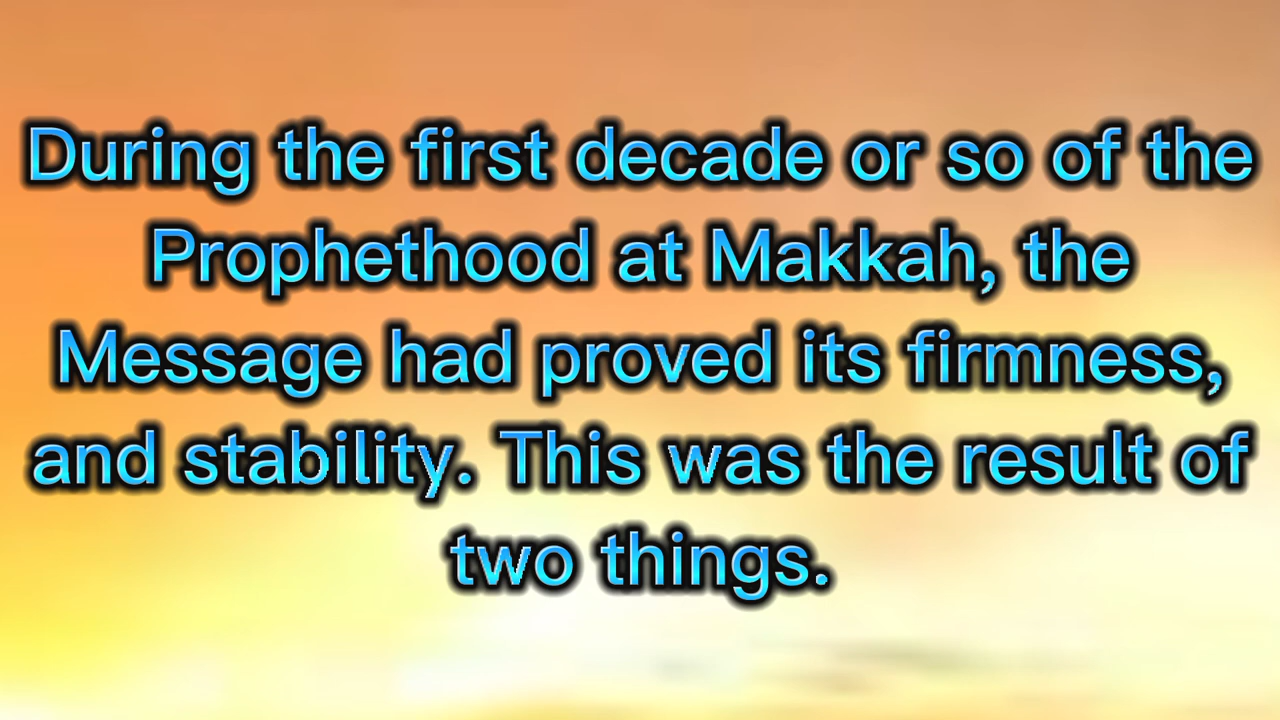 During the first decade or so of the
Prophethood at Makkah, the
Message had proved its firmness,
and stability. This was the result of
two things.